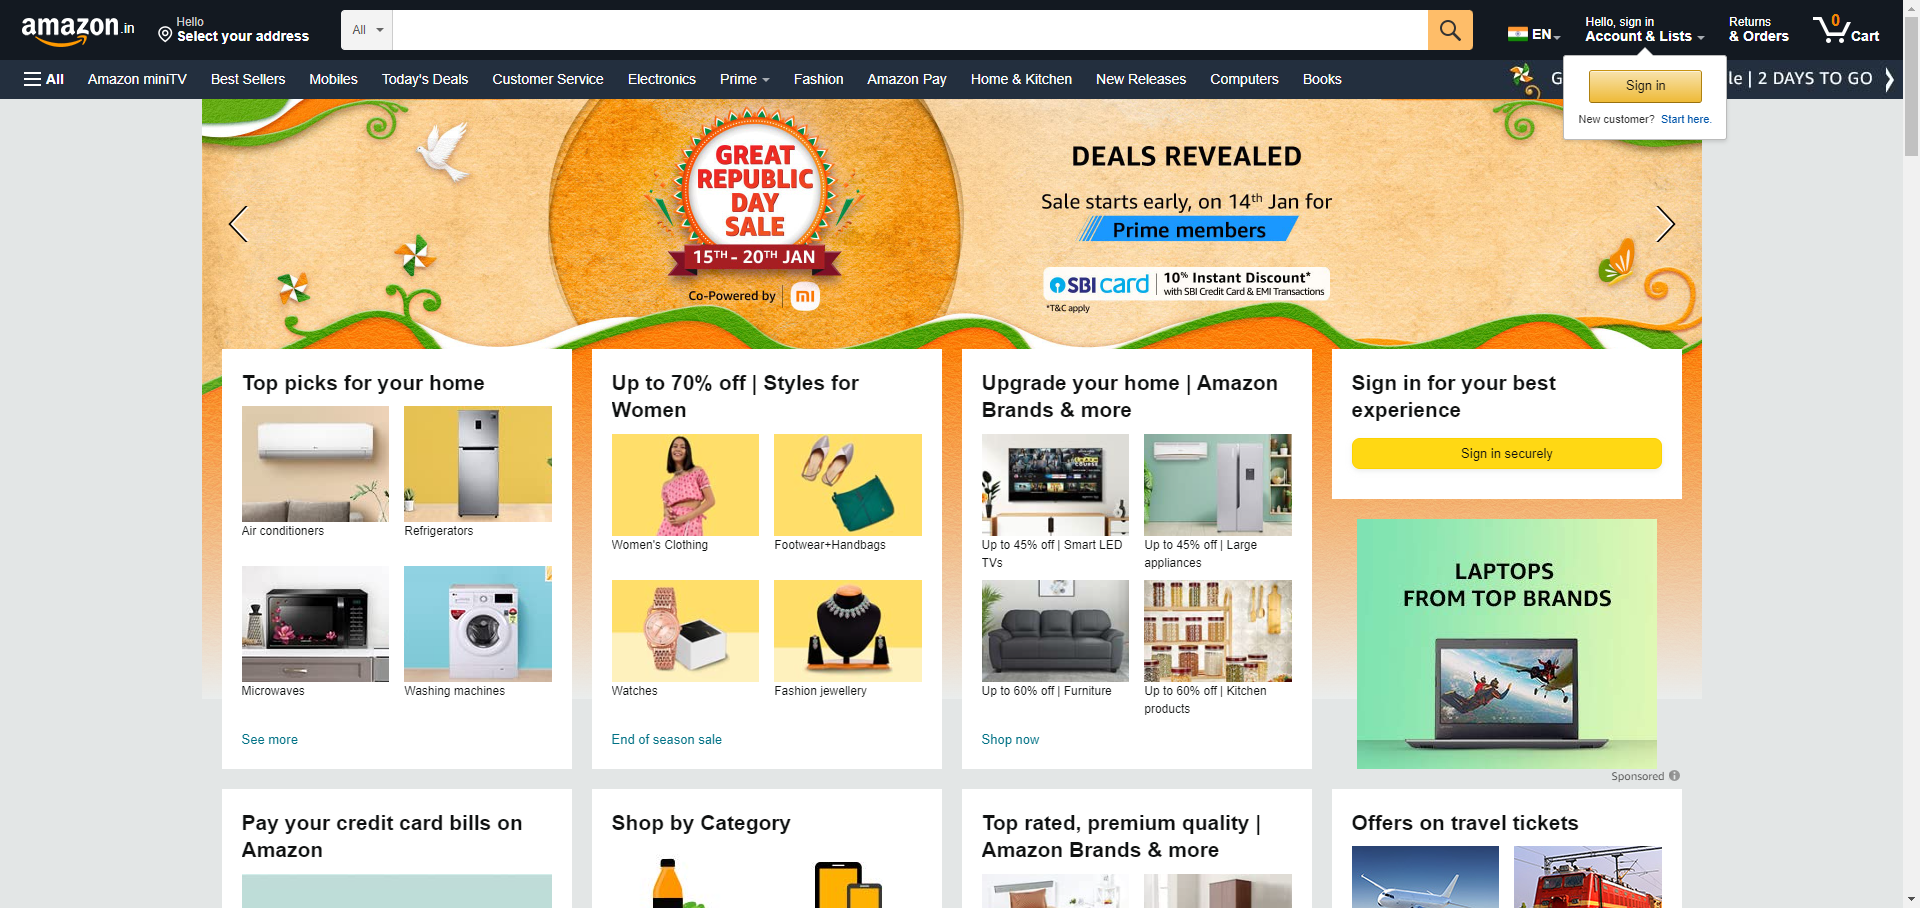 amazon.in
Hello
Select your address
All
EN
Hello, sign in
Account & Lists
Returns
& Orders
0
Cart
All
Amazon miniTV
Best Sellers
Mobiles
Today's Deals
Customer Service
Electronics
Prime
Fashion
Amazon Pay
Home & Kitchen
New Releases
Computers
Books
G
le | 2 DAYS TO GO
Sign in
New customer? Start here.
GREAT
REPUBLIC
DAY
SALE
15TH - 20TH JAN
Co-Powered by
mi
DEALS REVEALED
Sale starts early, on 14th Jan for
Prime members
SBI card
10% Instant Discount*
with SBI Credit Card & EMI Transactions
*T&C apply
Top picks for your home
Air conditioners
Refrigerators
Microwaves
Washing machines
See more
Up to 70% off | Styles for
Women
Women's Clothing
Footwear+Handbags
Watches
Fashion jewellery
End of season sale
Upgrade your home | Amazon
Brands & more
Up to 45% off | Smart LED
TVs
Up to 45% off | Large
appliances
Up to 60% off | Furniture
Up to 60% off | Kitchen
products
Shop now
Sign in for your best
experience
Sign in securely
LAPTOPS
FROM TOP BRANDS
Sponsored
Pay your credit card bills on
Amazon
Shop by Category
Top rated, premium quality |
Amazon Brands & more
Offers on travel tickets